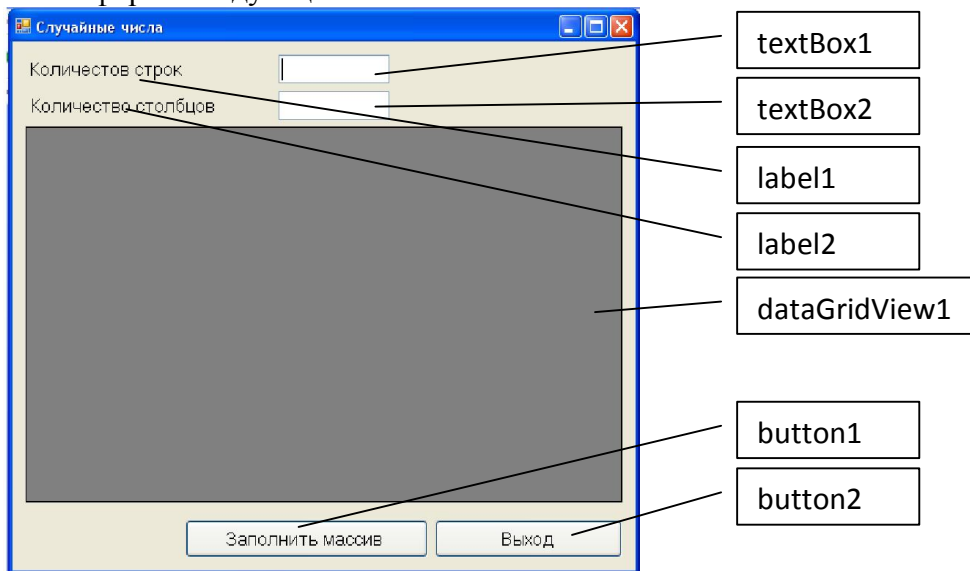 Случайные числа
textBox1
Количестов строк
textBox2
Количество столбцов
label1
label2
dataGridView1
button1
button2
Заполнить массив
Выход